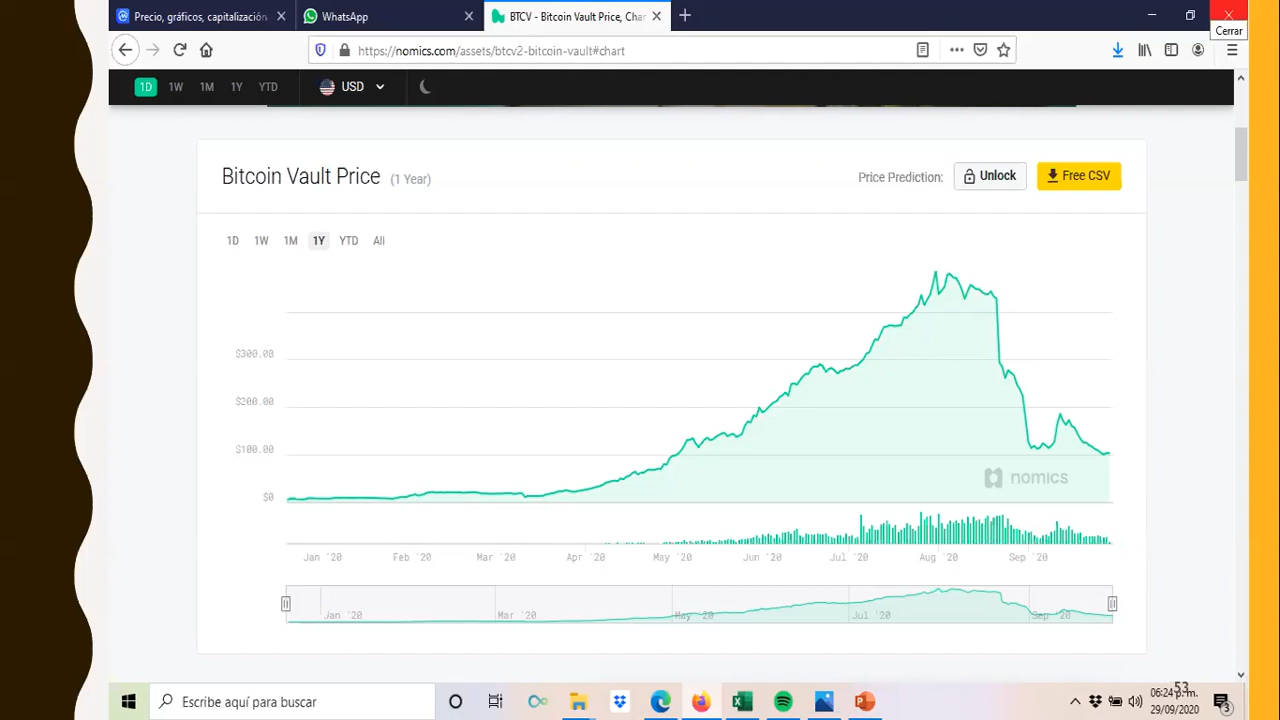 Precio, gráficos, capitalización
WhatsApp
BTCV - Bitcoin Vault Price, Char
Cerrar
https://nomics.com/assets/btcv2-bitcoin-vault#chart
1D 1W 1M 1Y YTD USD
Bitcoin Vault Price (1 Year)
Price Prediction: Unlock Free CSV
1D 1W 1M 1Y YTD All
$300.00
$200.00
$100.00
$0
nomics
Jan '20 Feb '20 Mar '20 Apr '20 May '20 Jun '20 Jul '20 Aug '20 Sep '20
Jan '20 Mar '20 May '20 Jul '20 Sep '20
Escribe aquí para buscar
06:24 p. m.
53
29/09/2020
3